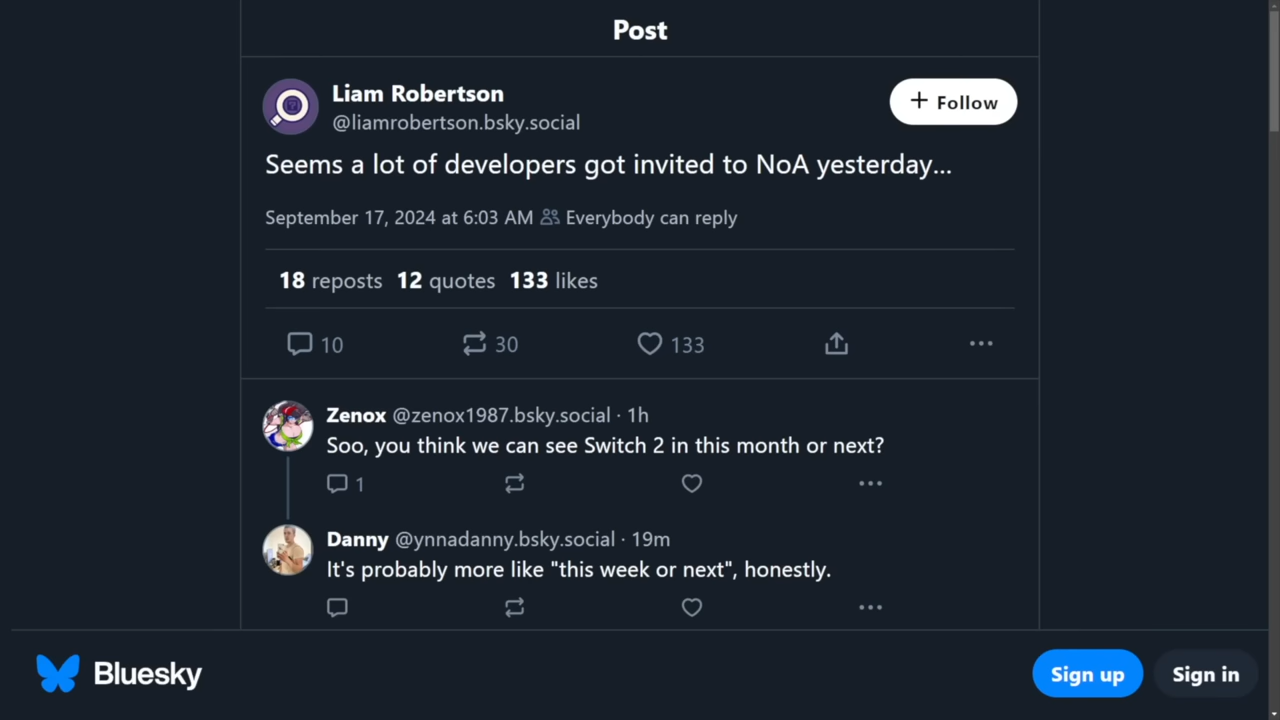 Post
Liam Robertson
@liamrobertson.bsky.social
+ Follow
Seems a lot of developers got invited to NoA yesterday...
September 17, 2024 at 6:03 AM Everybody can reply
18 reposts 12 quotes 133 likes
10 30 133
Zenox @zenox1987.bsky.social · 1h
Soo, you think we can see Switch 2 in this month or next?
1
Danny @ynnadanny.bsky.social · 19m
It's probably more like "this week or next", honestly.
Bluesky
Sign up
Sign in